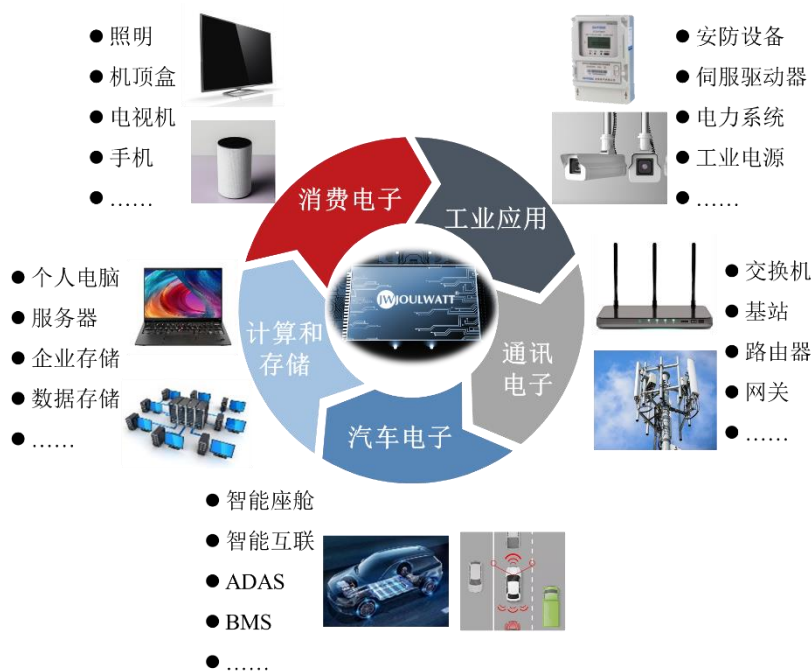 ● 照明
● 机顶盒
● 电视机
● 手机
● ……
● 安防设备
● 伺服驱动器
● 电力系统
● 工业电源
● ……
消费电子
工业应用
● 个人电脑
● 服务器
● 企业存储
● 数据存储
● ……
计算和
存储
JW JOULWATT
通讯
电子
● 交换机
● 基站
● 路由器
● 网关
● ……
汽车电子
● 智能座舱
● 智能互联
● ADAS
● BMS
● ……